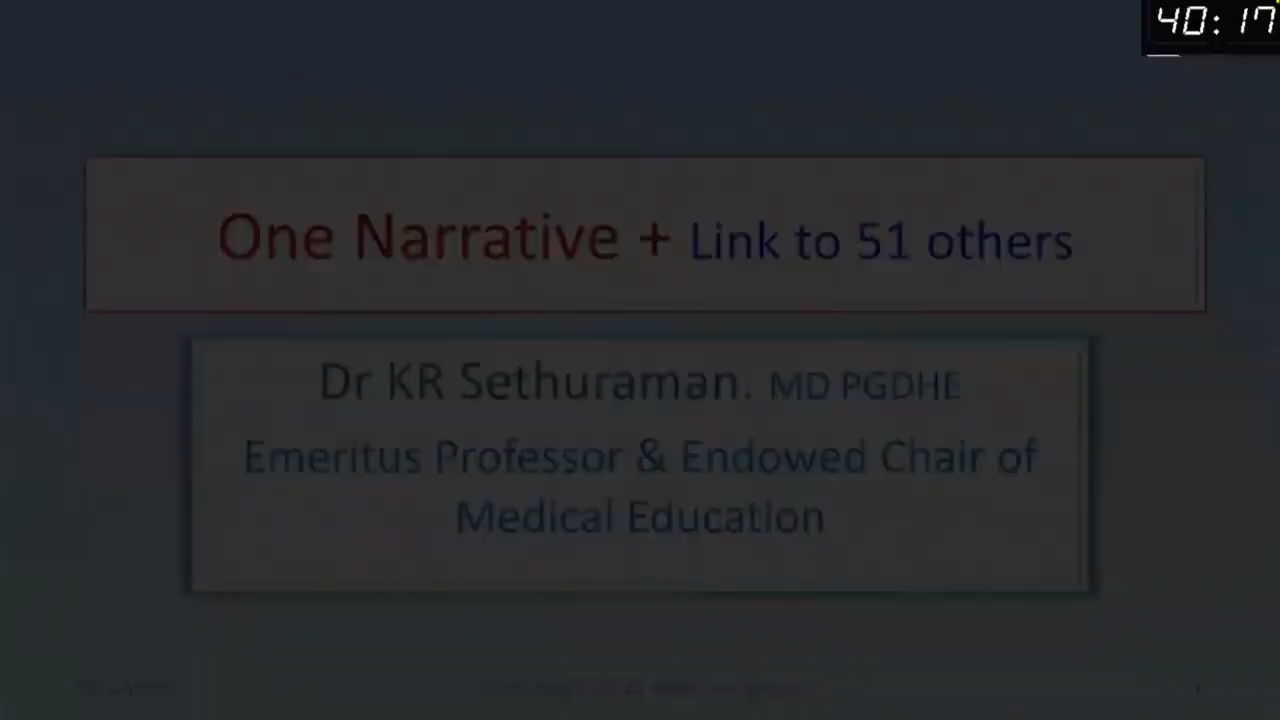 40:17
One Narrative + Link to 51 others
Dr KR Sethuraman. MD PGDHE
Emeritus Professor & Endowed Chair of
Medical Education